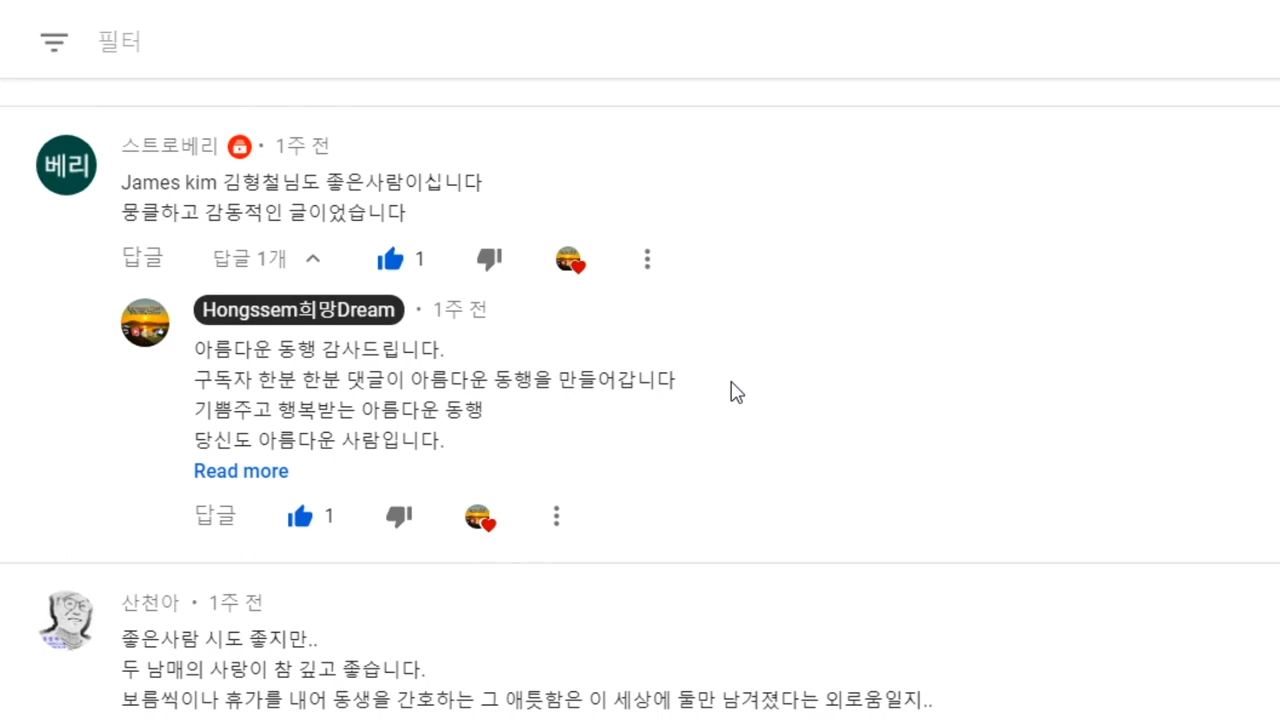 필터
베리
스트로베리 • 1주 전
James kim 김형철님도 좋은사람이십니다
뭉클하고 감동적인 글이었습니다
답글 답글 1개 1
Hongssem희망Dream • 1주 전
아름다운 동행 감사드립니다.
구독자 한분 한분 댓글이 아름다운 동행을 만들어갑니다
기쁨주고 행복받는 아름다운 동행
당신도 아름다운 사람입니다.
Read more
답글 1
산천아 • 1주 전
좋은사람 시도 좋지만..
두 남매의 사랑이 참 깊고 좋습니다.
보름씩이나 휴가를 내어 동생을 간호하는 그 애틋함은 이 세상에 둘만 남겨졌다는 외로움일지..